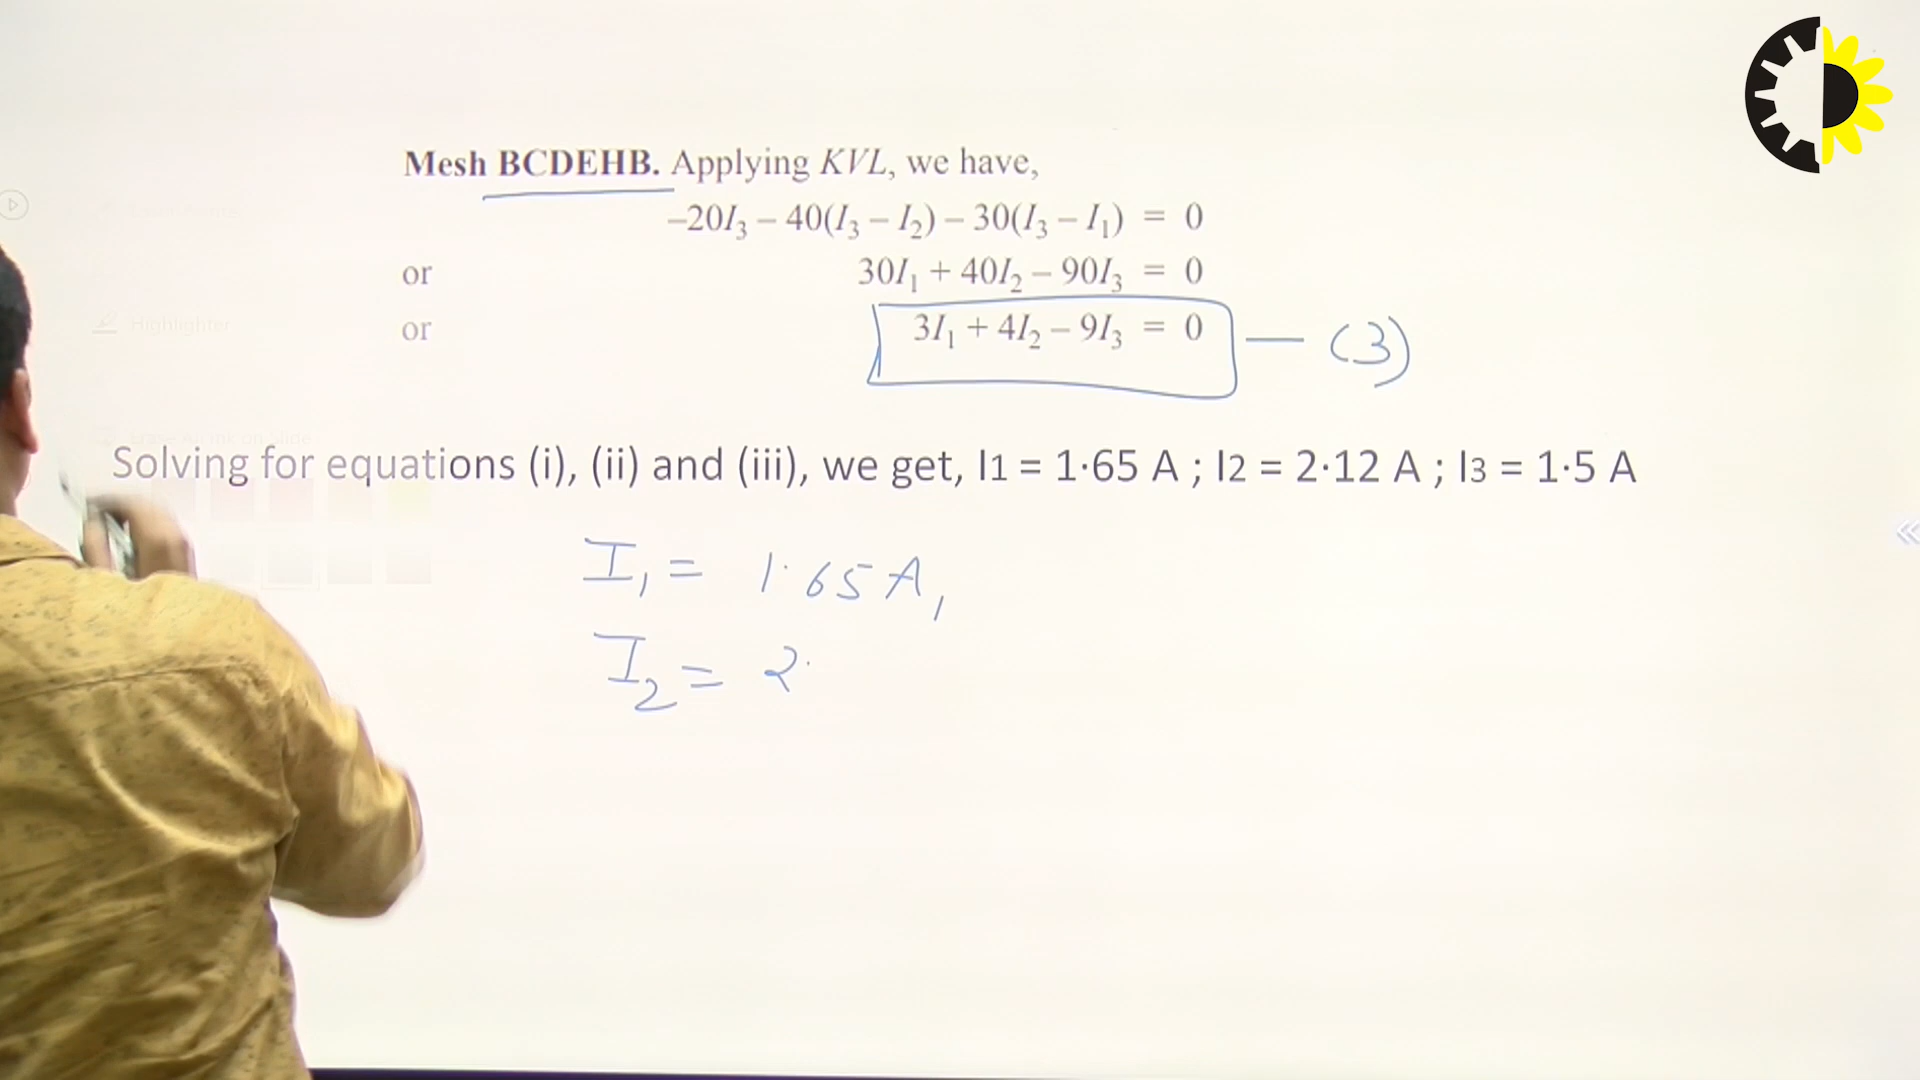 Mesh BCDEHB. Applying KVL, we have,
–20I₃ – 40(I₃ – I₂) – 30(I₃ – I₁) = 0
or 30I₁ + 40I₂ – 90I₃ = 0
Highlighter
or 3I₁ + 4I₂ – 9I₃ = 0 — (3)
Solving for equations (i), (ii) and (iii), we get, I1 = 1·65 A ; I2 = 2·12 A ; I3 = 1·5 A
I₁ = 1·65 A,
I₂ = 2·